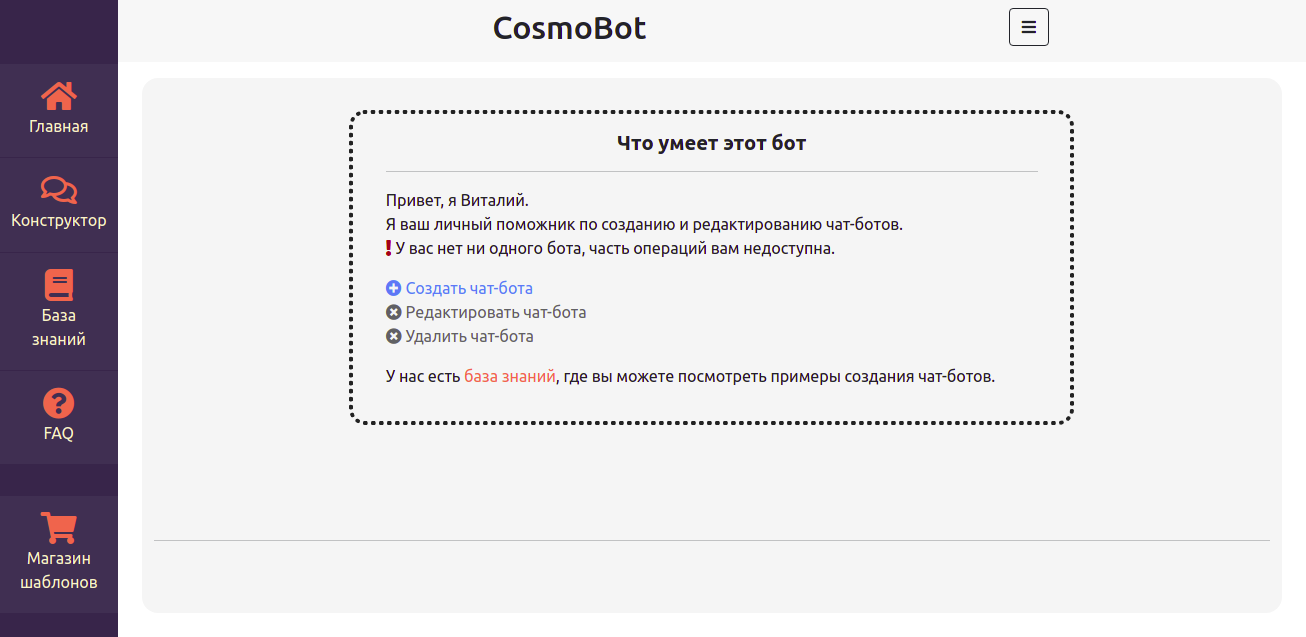 CosmoBot
Главная
Конструктор
База
знаний
FAQ
Магазин
шаблонов
Что умеет этот бот
Привет, я Виталий.
Я ваш личный поможник по созданию и редактированию чат-ботов.
У вас нет ни одного бота, часть операций вам недоступна.
Создать чат-бота
Редактировать чат-бота
Удалить чат-бота
У нас есть база знаний, где вы можете посмотреть примеры создания чат-ботов.